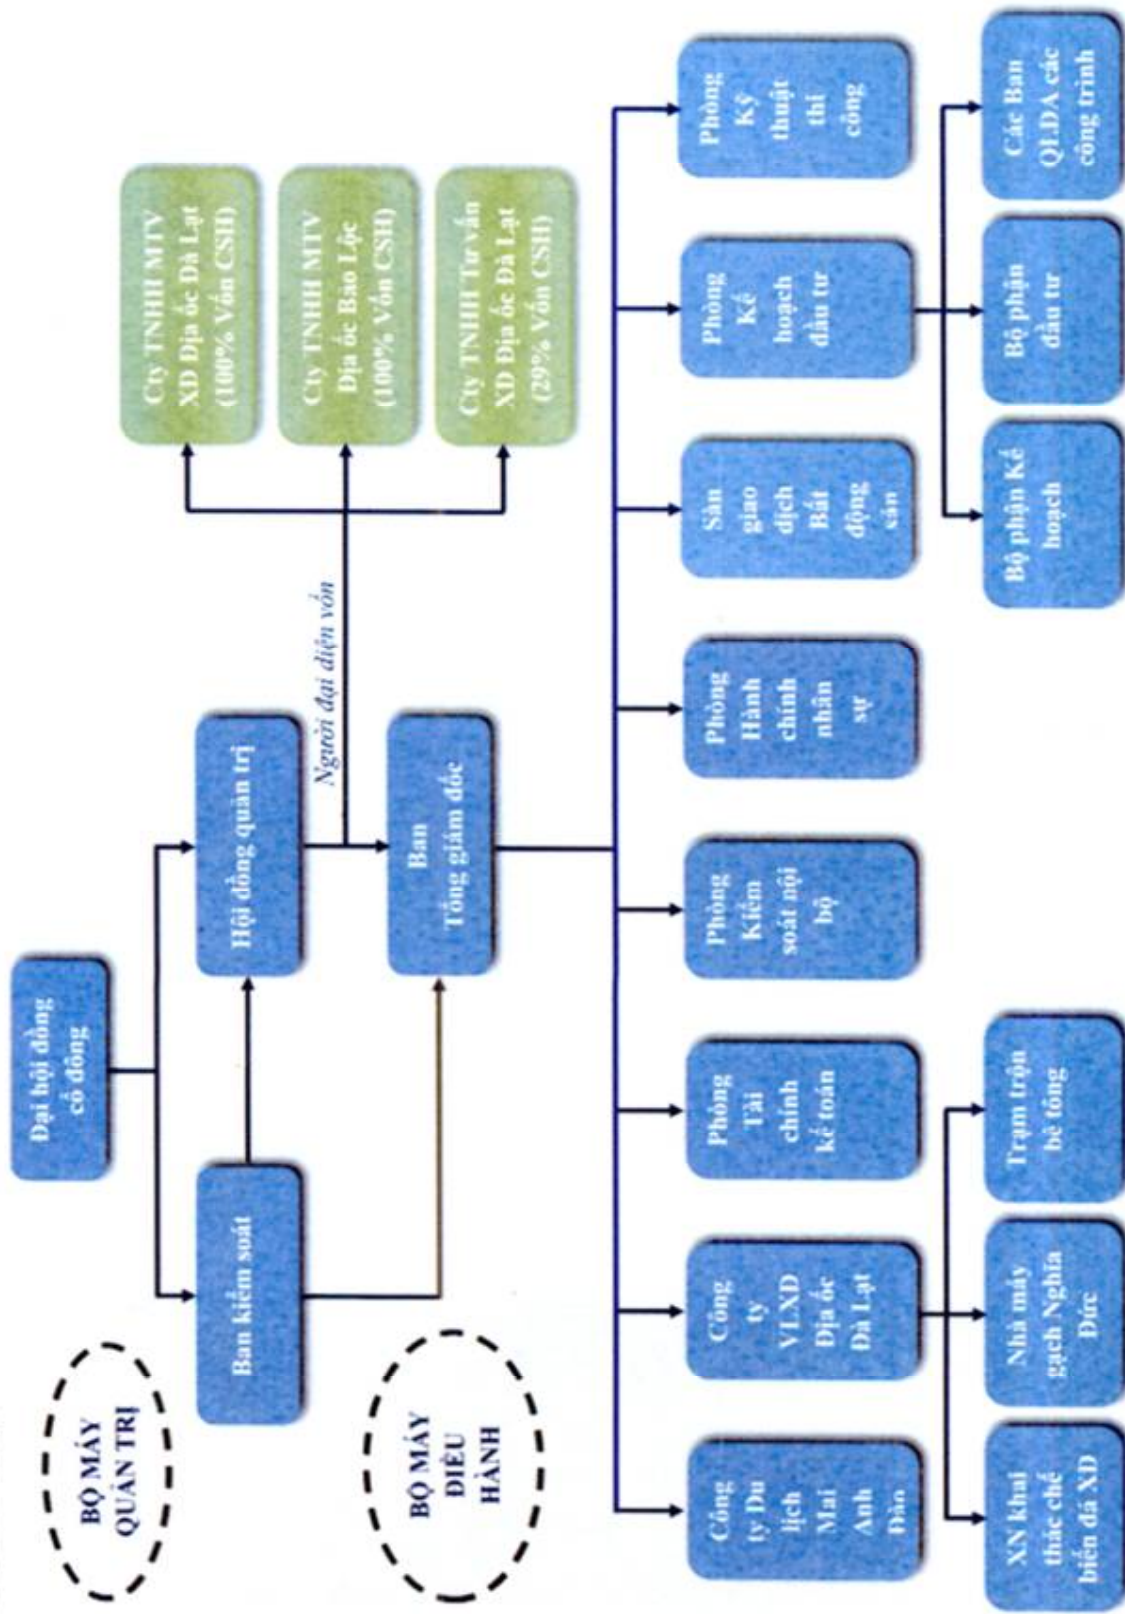 BỘ MÁY
QUẢN TRỊ
Đại hội đồng
cổ đông
Ban kiểm soát
Hội đồng quản trị
Người đại diện vốn
Cty TNHH MTV
XD Địa ốc Đà Lạt
(100% Vốn CSH)
Cty TNHH MTV
Địa ốc Bảo Lộc
(100% Vốn CSH)
Cty TNHH Tư vấn
XD Địa ốc Đà Lạt
(29% Vốn CSH)
BỘ MÁY
ĐIỀU
HÀNH
Ban
Tổng giám đốc
Công
ty Du
lịch
Mai
Anh
Đào
Công
ty
VLXD
Địa ốc
Đà Lạt
Phòng
Tài
chính
kế toán
Phòng
Kiểm
soát nội
bộ
Phòng
Hành
chính
nhân
sự
Sàn
giao
dịch
Bất
động
sản
Phòng
Kế
hoạch
đầu tư
Phòng
Kỹ
thuật
thi
công
XN khai
thác chế
biến đá XD
Nhà máy
gạch Nghĩa
Đức
Trạm trộn
bê tông
Bộ phận Kế
hoạch
Bộ phận
đầu tư
Các Ban
QLDA các
công trình